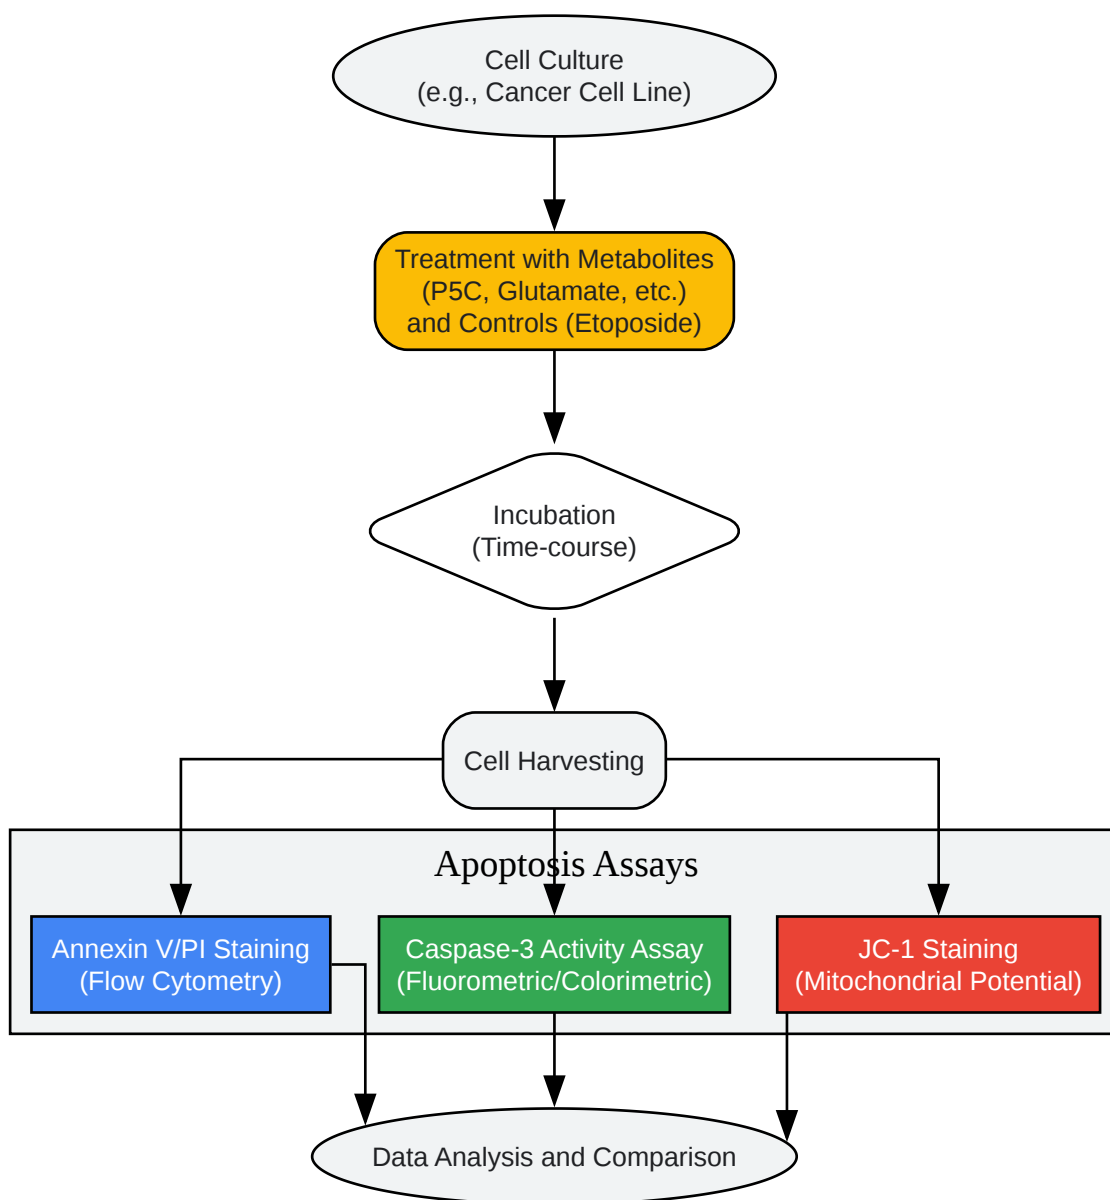 Cell Culture
(e.g., Cancer Cell Line)
Treatment with Metabolites
(P5C, Glutamate, etc.)
and Controls (Etoposide)
Incubation
(Time-course)
Cell Harvesting
Apoptosis Assays
Annexin V/PI Staining
(Flow Cytometry)
Caspase-3 Activity Assay
(Fluorometric/Colorimetric)
JC-1 Staining
(Mitochondrial Potential)
Data Analysis and Comparison